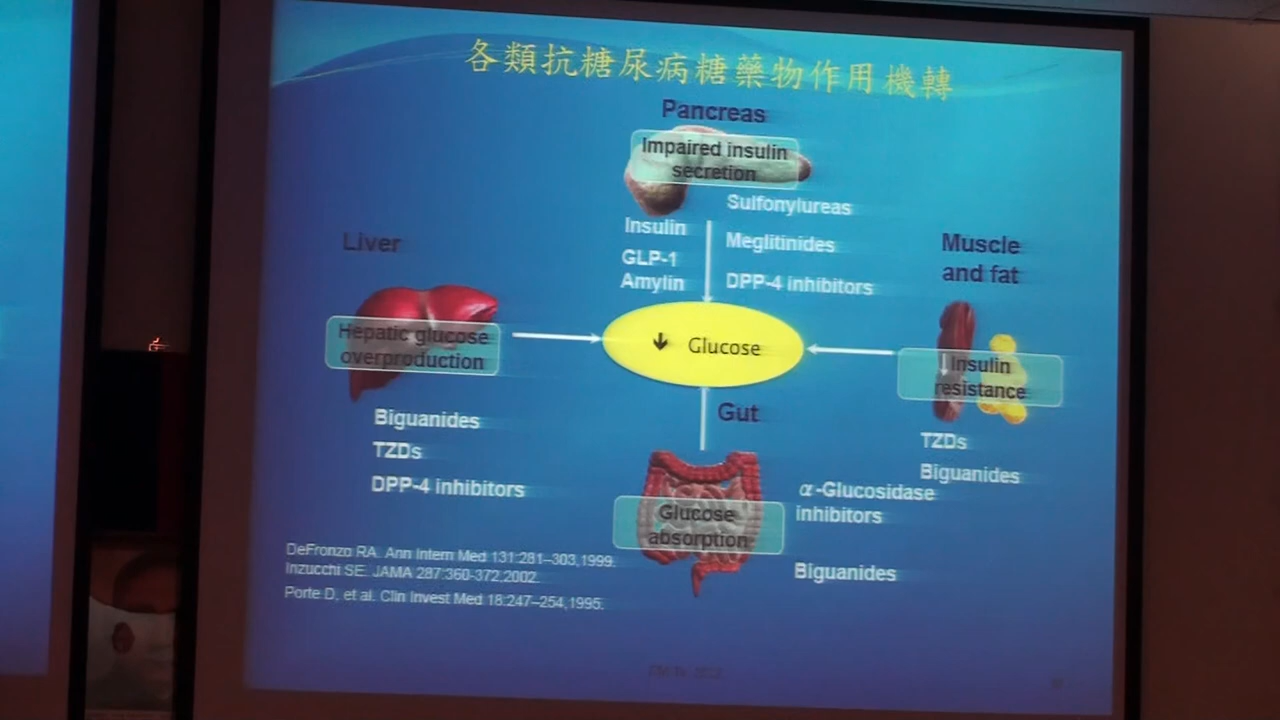 各類抗糖尿病糖藥物作用機轉
Pancreas
Impaired insulin
secretion
Sulfonylureas
Insulin
Meglitinides
GLP-1
Amylin
DPP-4 inhibitors
Liver
Hepatic glucose
overproduction
Biguanides
TZDs
DPP-4 inhibitors
↓ Glucose
Muscle
and fat
Insulin
resistance
TZDs
Biguanides
Gut
Glucose
absorption
α-Glucosidase
inhibitors
Biguanides
DeFronzo RA. Ann Intern Med 131:281–303,1999.
Inzucchi SE. JAMA 287:360-372,2002.
Porte D, et al. Clin Invest Med 18:247–254,1995.